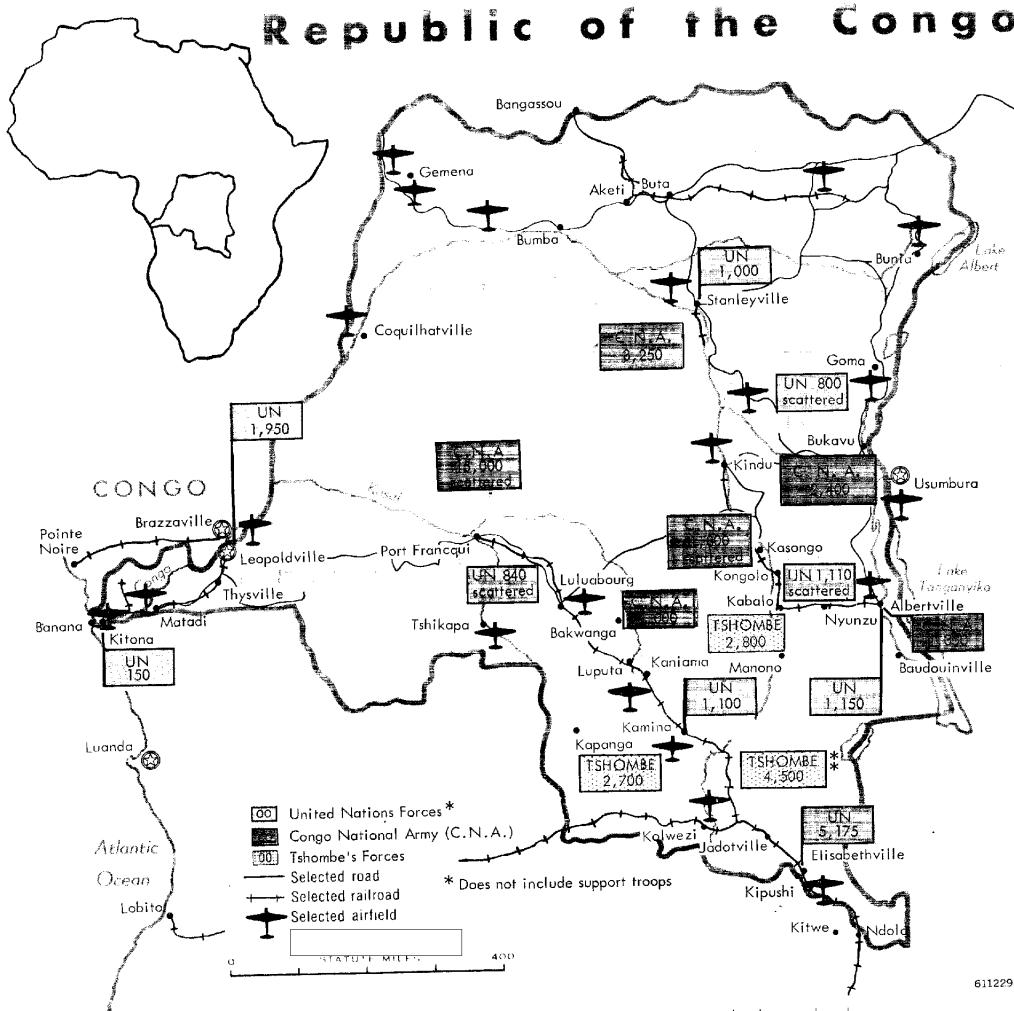 Republic of the Congo
Bangassou
Gemena
Aketi
Buta
Bumba
Bunia
Lake
Albert
UN
1,000
Stanleyville
Coquilhatville
C.N.A.
Goma
UN 800
scattered
UN
1,950
Bukavu
C.N.A.
scattered
Kindu
C.N.A.
Usumbura
CONGO
Brazzaville
Pointe
Noire
Leopoldville
Port Francqui
C.N.A.
scattered
Kasongo
Kongolo
UN 1,110
scattered
Lake
Tanganyika
Congo
Thysville
UN 840
scattered
Luluabourg
Kabalo
Albertville
Banana
Matadi
Kitona
Tshikapa
Bakwanga
TSHOMBE
2,800
Nyunzu
UN
150
Luputa
Kaniama
Manono
Baudouinville
UN
1,100
UN
1,150
Kamina
Luanda
Kapanga
TSHOMBE
2,700
TSHOMBE
4,500
**
United Nations Forces*
Congo National Army (C.N.A.)
Tshombe's Forces
Selected road
Selected railroad
Selected airfield
* Does not include support troops
UN
5,175
Kolwezi
Jadotville
Elisabethville
Atlantic
Ocean
Kipushi
Lobito
Kitwe
Ndola
0
STATUTE MILES
400
611229